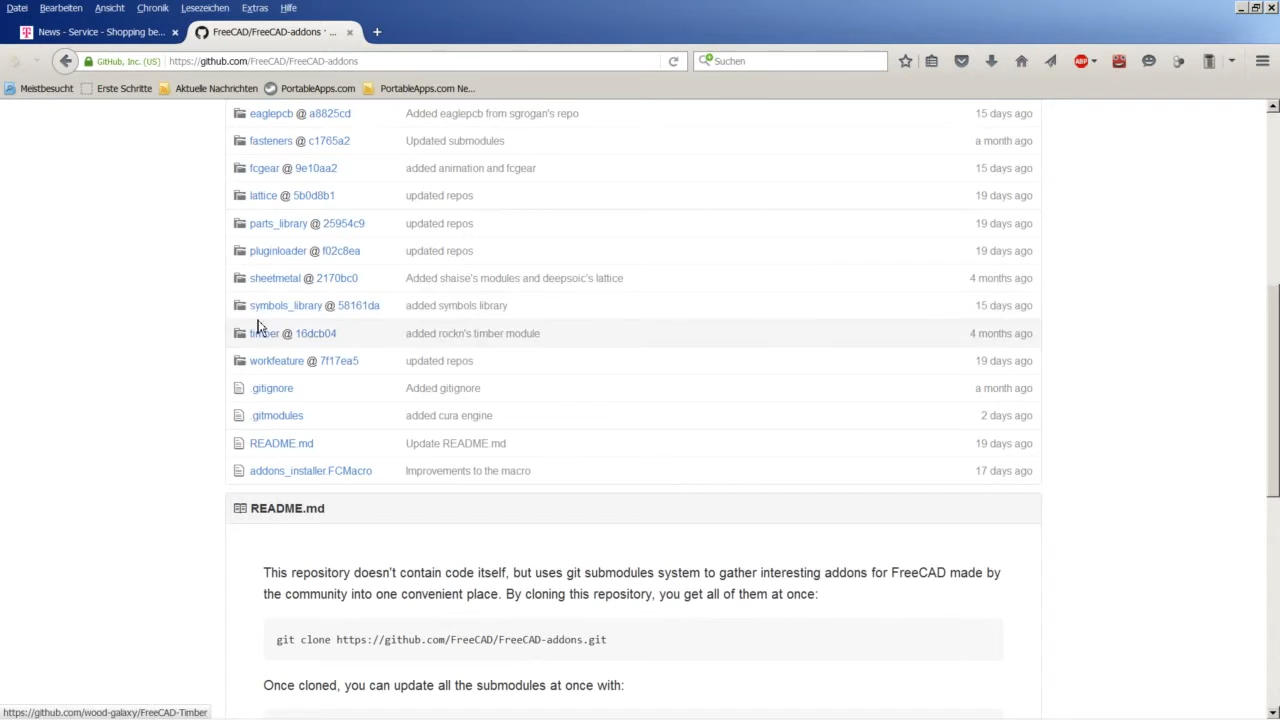 Datei Bearbeiten Ansicht Chronik Lesezeichen Extras Hilfe
News - Service - Shopping be... FreeCAD/FreeCAD-addons · ...
GitHub, Inc. (US) https://github.com/FreeCAD/FreeCAD-addons Suchen ABP
Meistbesucht Erste Schritte Aktuelle Nachrichten PortableApps.com PortableApps.com Ne...
eaglepcb @ a8825cd Added eaglepcb from sgrogan's repo 15 days ago
fasteners @ c1765a2 Updated submodules a month ago
fcgear @ 9e10aa2 added animation and fcgear 15 days ago
lattice @ 5b0d8b1 updated repos 19 days ago
parts_library @ 25954c9 updated repos 19 days ago
pluginloader @ f02c8ea updated repos 19 days ago
sheetmetal @ 2170bc0 Added shaise's modules and deepsoic's lattice 4 months ago
symbols_library @ 58161da added symbols library 15 days ago
timber @ 16dcb04 added rockn's timber module 4 months ago
workfeature @ 7f17ea5 updated repos 19 days ago
.gitignore Added gitignore a month ago
.gitmodules added cura engine 2 days ago
README.md Update README.md 19 days ago
addons_installer.FCMacro Improvements to the macro 17 days ago
README.md
This repository doesn't contain code itself, but uses git submodules system to gather interesting addons for FreeCAD made by
the community into one convenient place. By cloning this repository, you get all of them at once:
git clone https://github.com/FreeCAD/FreeCAD-addons.git
Once cloned, you can update all the submodules at once with:
https://github.com/wood-galaxy/FreeCAD-Timber